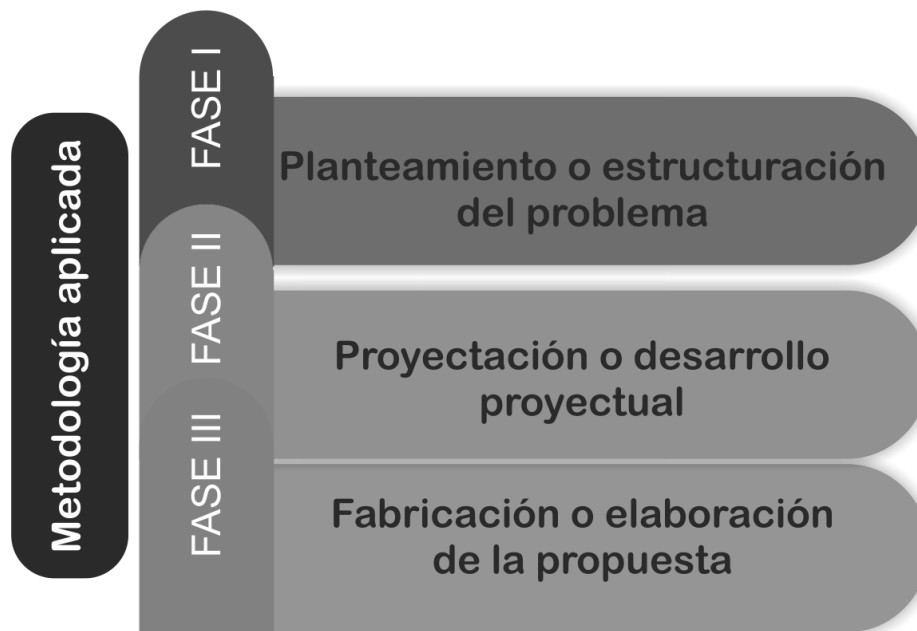 Metodología aplicada
FASE I
Planteamiento o estructuración
del problema
FASE II
Proyectación o desarrollo
proyectual
FASE III
Fabricación o elaboración
de la propuesta